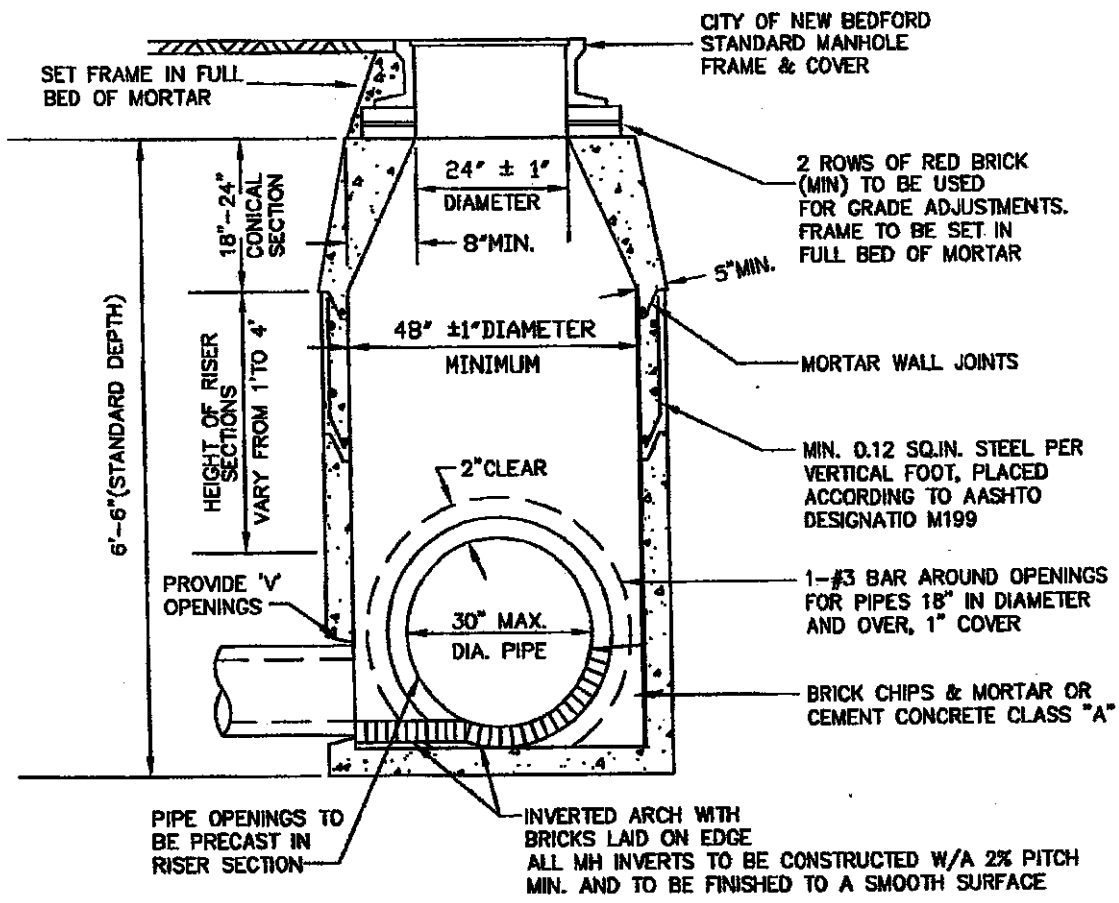 CITY OF NEW BEDFORD
STANDARD MANHOLE
FRAME & COVER
SET FRAME IN FULL
BED OF MORTAR
2 ROWS OF RED BRICK
(MIN) TO BE USED
FOR GRADE ADJUSTMENTS.
FRAME TO BE SET IN
FULL BED OF MORTAR
24" ± 1"
DIAMETER
8"MIN.
18"-24"
CONICAL
SECTION
5"MIN.
48" ±1"DIAMETER
MINIMUM
MORTAR WALL JOINTS
6'-6"(STANDARD DEPTH)
HEIGHT OF RISER
SECTIONS
VARY FROM 1'TO 4'
MIN. 0.12 SQ.IN. STEEL PER
VERTICAL FOOT, PLACED
ACCORDING TO AASHTO
DESIGNATIO M199
2"CLEAR
PROVIDE 'V'
OPENINGS
1-#3 BAR AROUND OPENINGS
FOR PIPES 18" IN DIAMETER
AND OVER, 1" COVER
30" MAX.
DIA. PIPE
BRICK CHIPS & MORTAR OR
CEMENT CONCRETE CLASS "A"
PIPE OPENINGS TO
BE PRECAST IN
RISER SECTION
INVERTED ARCH WITH
BRICKS LAID ON EDGE
ALL MH INVERTS TO BE CONSTRUCTED W/A 2% PITCH
MIN. AND TO BE FINISHED TO A SMOOTH SURFACE